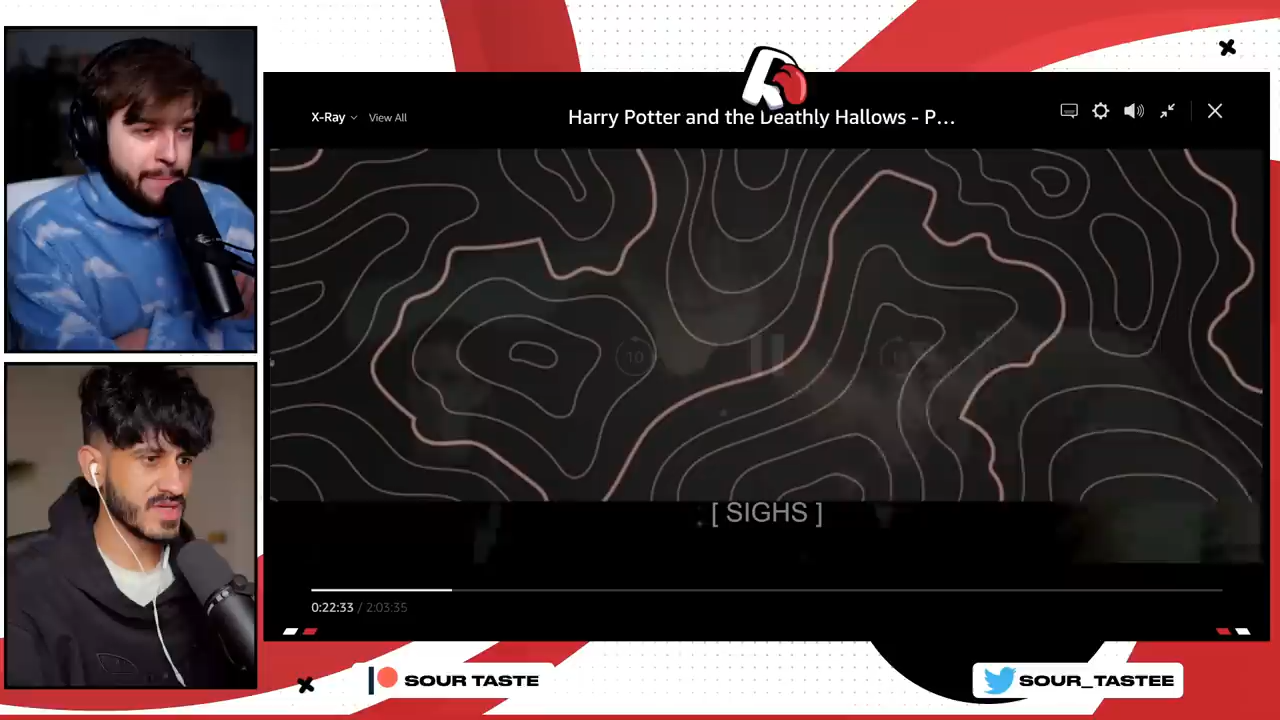 X-Ray View All
Harry Potter and the Deathly Hallows - P...
10
[ SIGHS ]
0:22:33 / 2:03:35
SOUR TASTE
SOUR_TASTEE